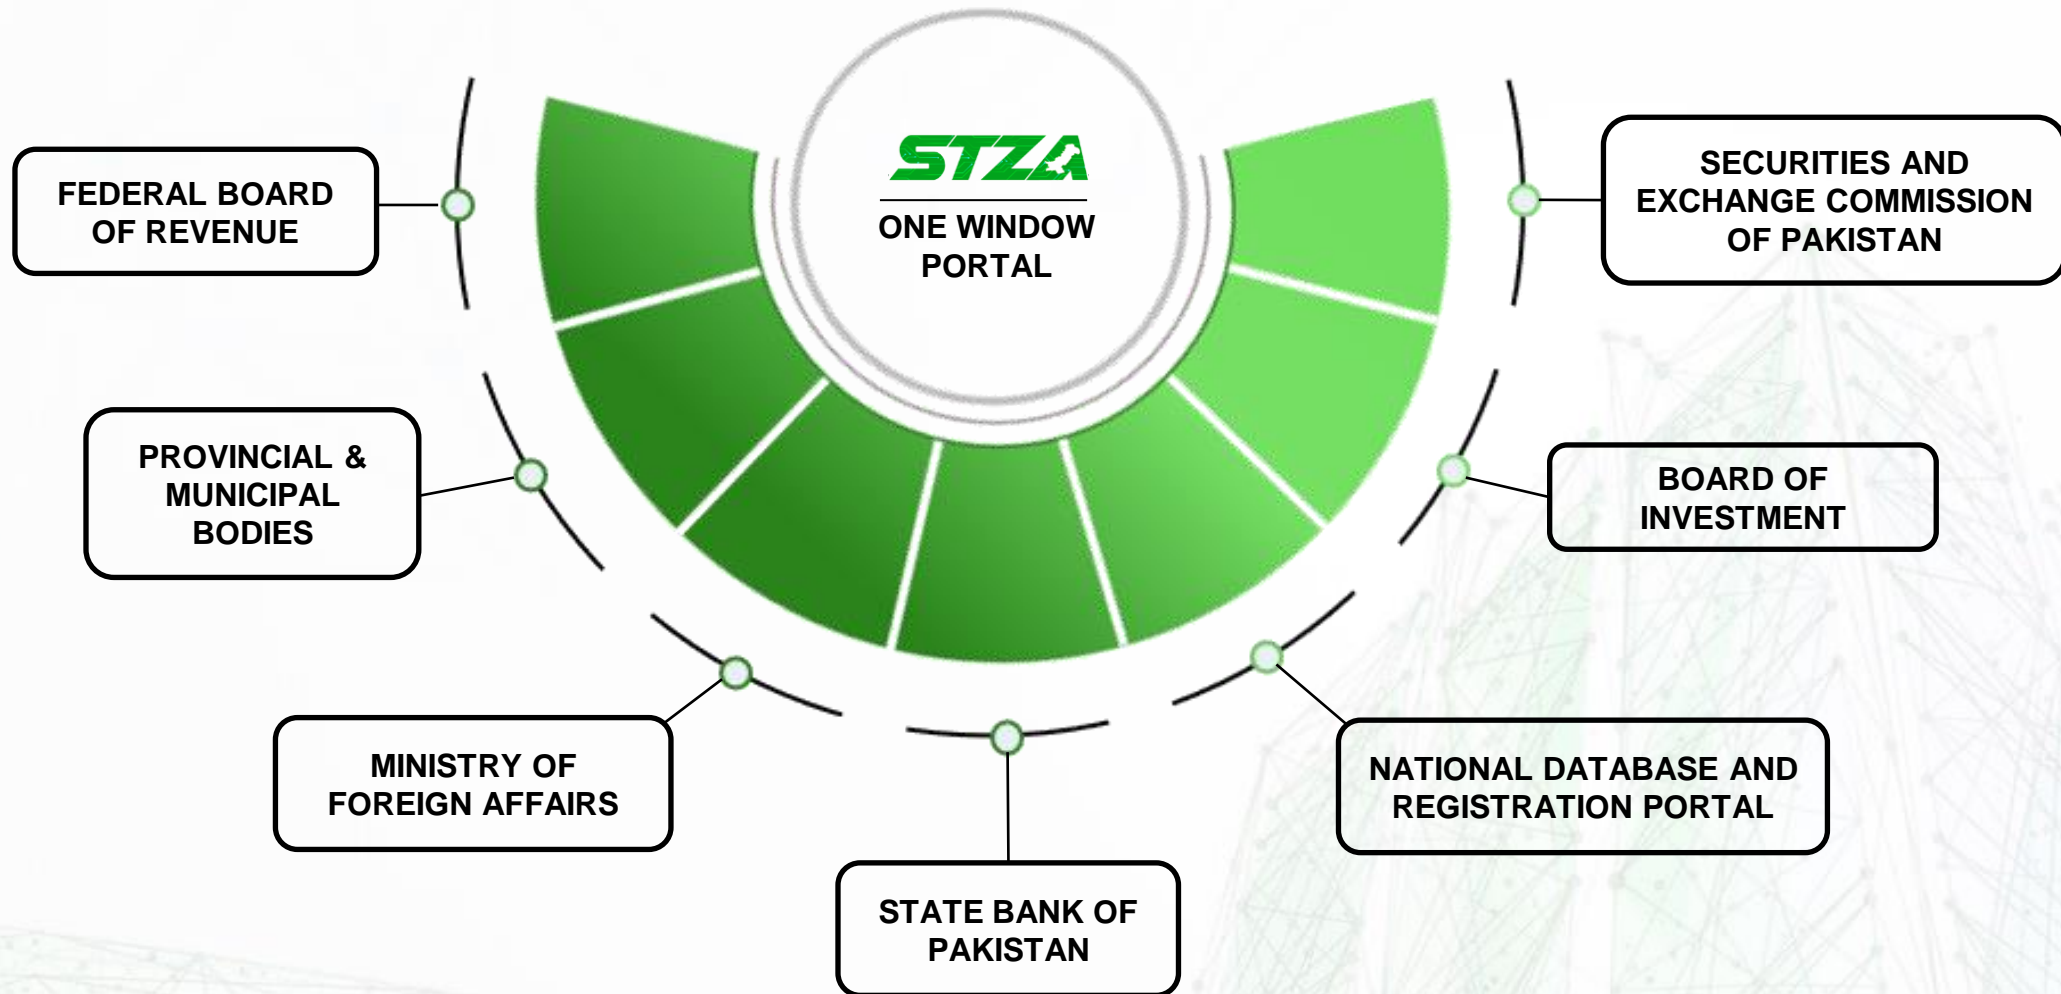 STZA
ONE WINDOW
PORTAL
FEDERAL BOARD
OF REVENUE
PROVINCIAL &
MUNICIPAL
BODIES
MINISTRY OF
FOREIGN AFFAIRS
STATE BANK OF
PAKISTAN
NATIONAL DATABASE AND
REGISTRATION PORTAL
BOARD OF
INVESTMENT
SECURITIES AND
EXCHANGE COMMISSION
OF PAKISTAN